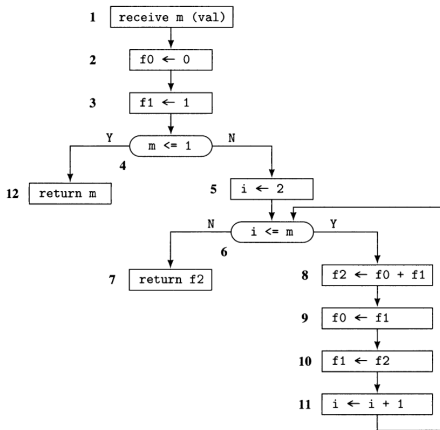 1 receive m (val)
2 f0 ← 0
3 f1 ← 1
Y m <= 1 N
4
12 return m
5 i ← 2
N i <= m Y
6
7 return f2
8 f2 ← f0 + f1
9 f0 ← f1
10 f1 ← f2
11 i ← i + 1